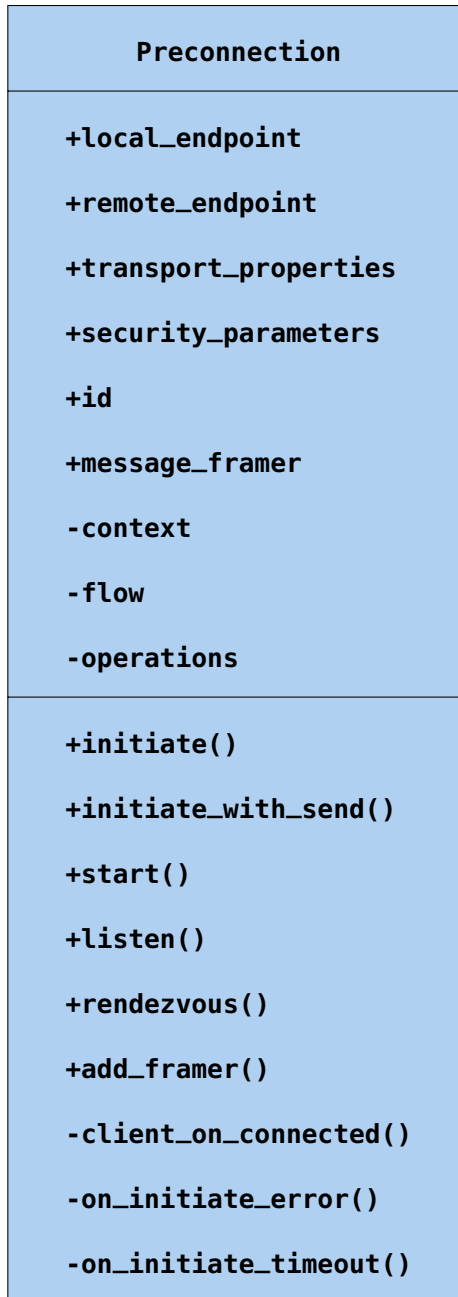 Preconnection
+local_endpoint
+remote_endpoint
+transport_properties
+security_parameters
+id
+message_framer
-context
-flow
-operations
+initiate()
+initiate_with_send()
+start()
+listen()
+rendezvous()
+add_framer()
-client_on_connected()
-on_initiate_error()
-on_initiate_timeout()